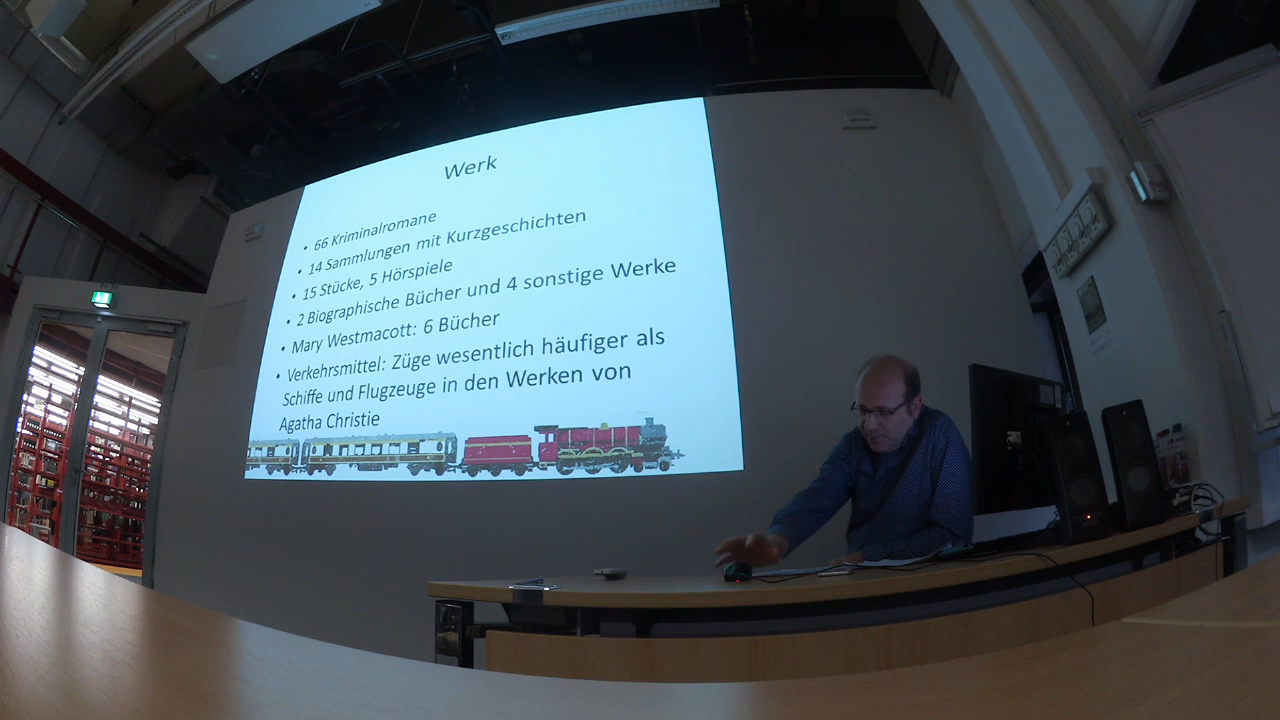 Werk
• 66 Kriminalromane
• 14 Sammlungen mit Kurzgeschichten
• 15 Stücke, 5 Hörspiele
• 2 Biographische Bücher und 4 sonstige Werke
• Mary Westmacott: 6 Bücher
• Verkehrsmittel: Züge wesentlich häufiger als
Schiffe und Flugzeuge in den Werken von
Agatha Christie